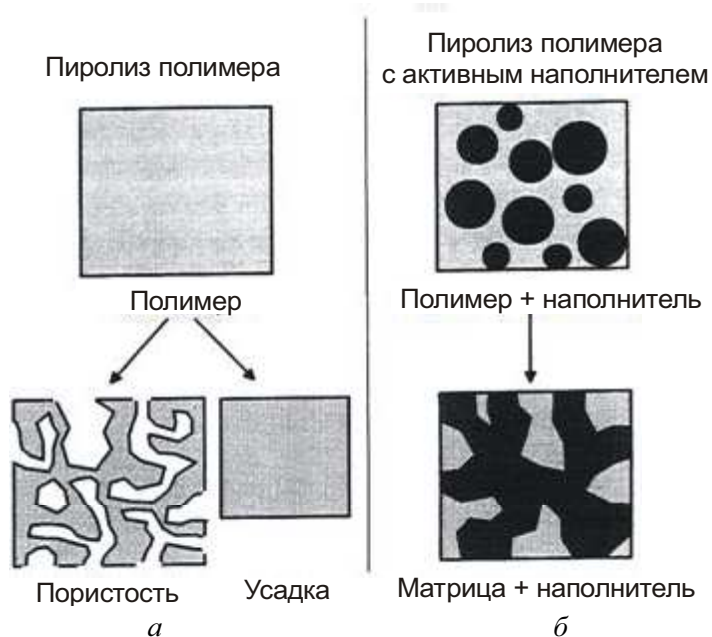 Пиролиз полимера
Полимер
Пористость
Усадка
а
Пиролиз полимера
с активным наполнителем
Полимер + наполнитель
Матрица + наполнитель
б